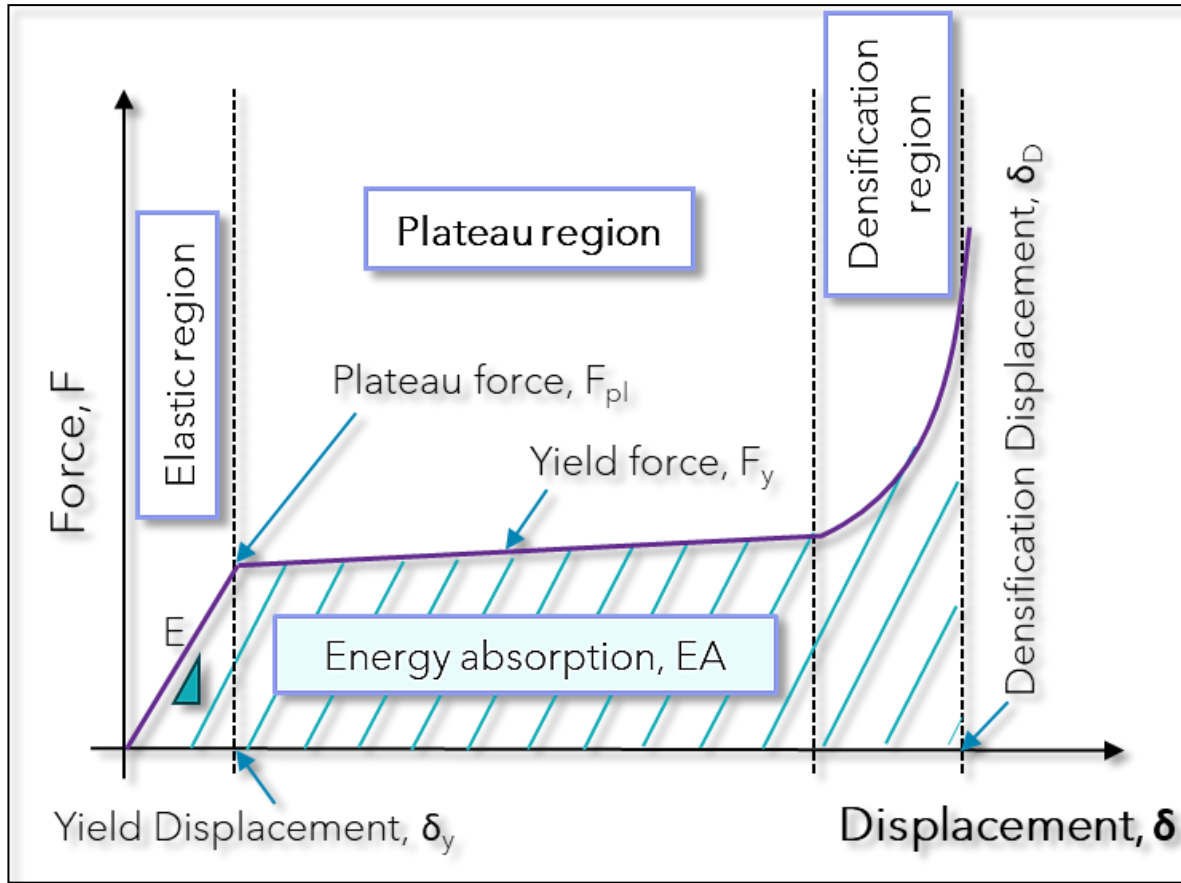 Densification
region
Plateau region
Elastic region
Densification Displacement, δD
Plateau force, Fpl
Yield force, Fy
Force, F
E
Energy absorption, EA
Yield Displacement, δy
Displacement, δ